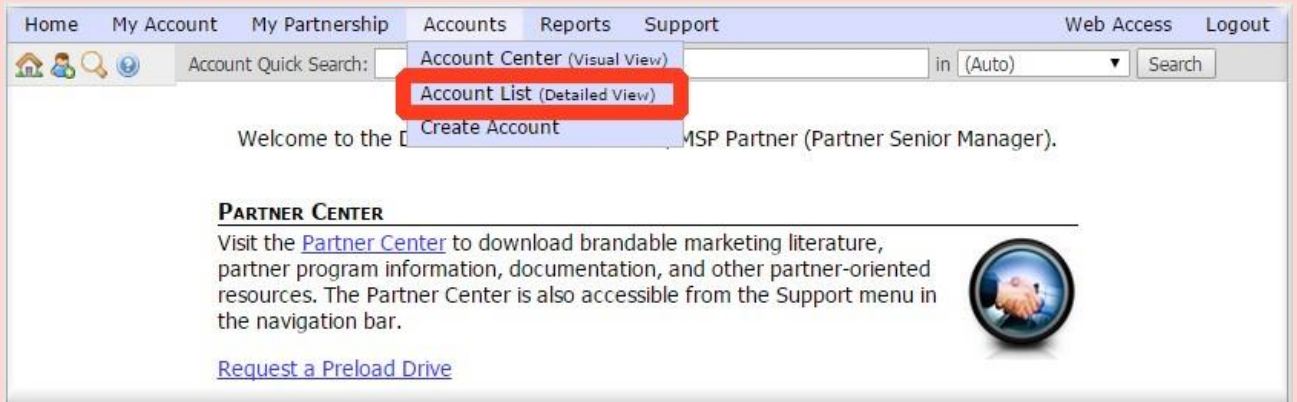 Home My Account My Partnership Accounts Reports Support Web Access Logout
Account Quick Search: in (Auto) Search
Account Center (Visual View)
Account List (Detailed View)
Create Account
Welcome to the MSP Partner (Partner Senior Manager).
PARTNER CENTER
Visit the Partner Center to download brandable marketing literature,
partner program information, documentation, and other partner-oriented
resources. The Partner Center is also accessible from the Support menu in
the navigation bar.
Request a Preload Drive